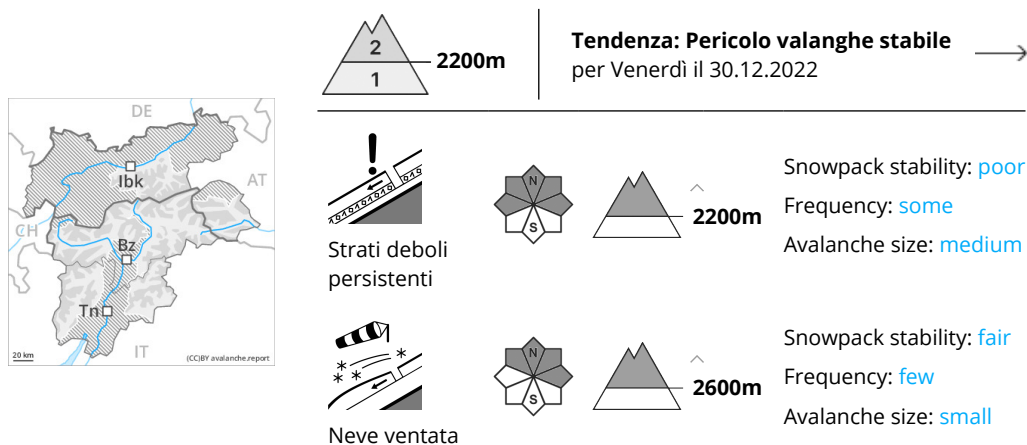 2
1
2200m
Tendenza: Pericolo valanghe stabile
per Venerdì il 30.12.2022
DE
AT
CH
IT
Ibk
Bz
Tn
20 km
(CC)BY avalanche.report
Strati deboli
persistenti
N
S
2200m
Snowpack stability: poor
Frequency: some
Avalanche size: medium
Neve ventata
N
S
2600m
Snowpack stability: fair
Frequency: few
Avalanche size: small